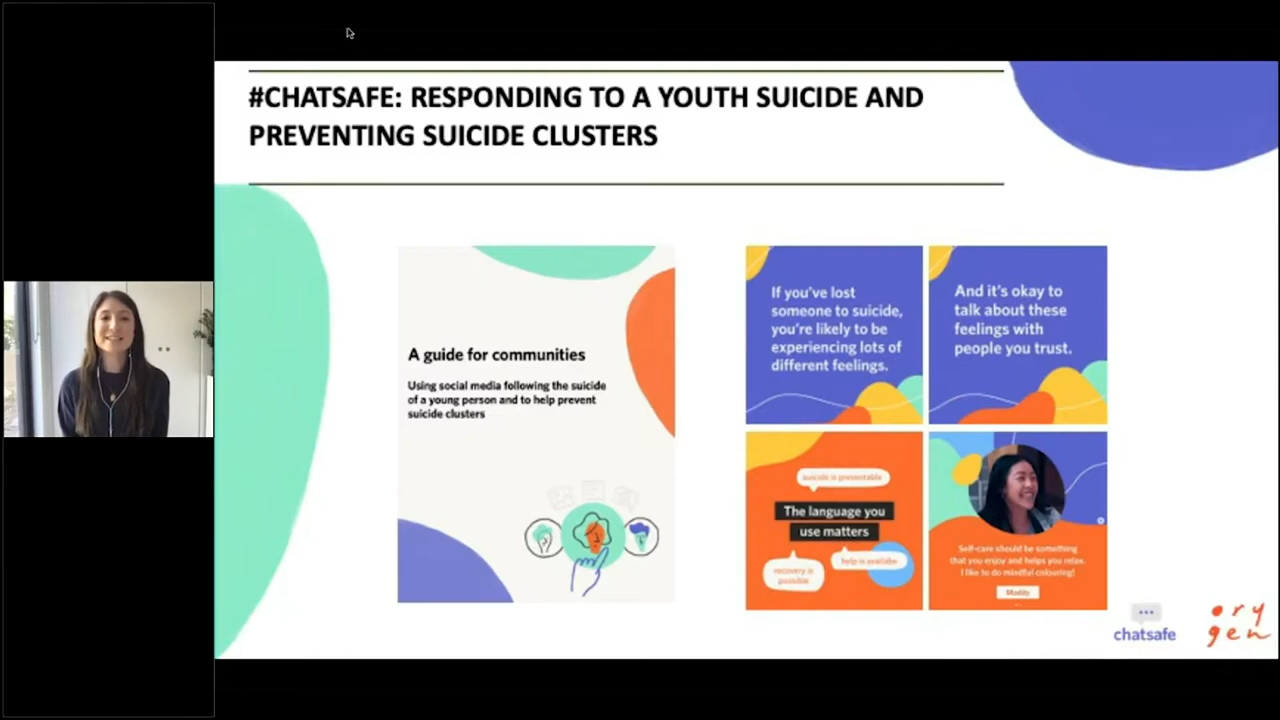 #CHATSAFE: RESPONDING TO A YOUTH SUICIDE AND
PREVENTING SUICIDE CLUSTERS
A guide for communities
Using social media following the suicide
of a young person and to help prevent
suicide clusters
If you've lost
someone to suicide,
you're likely to be
experiencing lots of
different feelings.
And it's okay to
talk about these
feelings with
people you trust.
suicide is preventable
The language you
use matters
help is available
recovery is
possible
Self-care should be something
that you enjoy and helps you relax.
I like to do mindful colouring!
Maddy
chatsafe
ory
gen